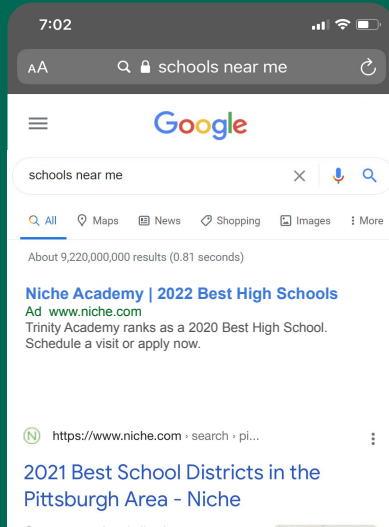 7:02
AA schools near me
Google
schools near me
All Maps News Shopping Images More
About 9,220,000,000 results (0.81 seconds)
Niche Academy | 2022 Best High Schools
Ad www.niche.com
Trinity Academy ranks as a 2020 Best High School.
Schedule a visit or apply now.
N https://www.niche.com › search › pi...
2021 Best School Districts in the
Pittsburgh Area - Niche